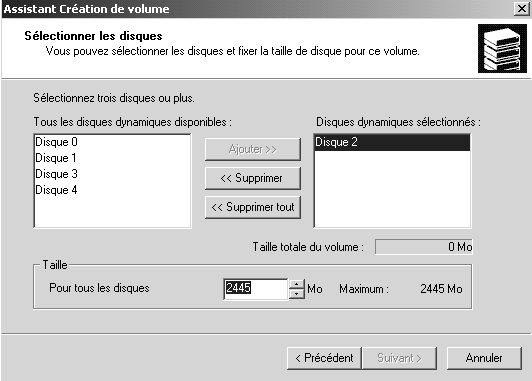 Assistant Création de volume
Sélectionner les disques
Vous pouvez sélectionner les disques et fixer la taille de disque pour ce volume.
Sélectionnez trois disques ou plus.
Tous les disques dynamiques disponibles :
Disques dynamiques sélectionnés :
Disque 0
Disque 1
Disque 3
Disque 4
Ajouter >>
<< Supprimer
<< Supprimer tout
Disque 2
Taille totale du volume : 0 Mo
Taille
Pour tous les disques 2445 Mo Maximum : 2445 Mo
< Précédent Suivant > Annuler